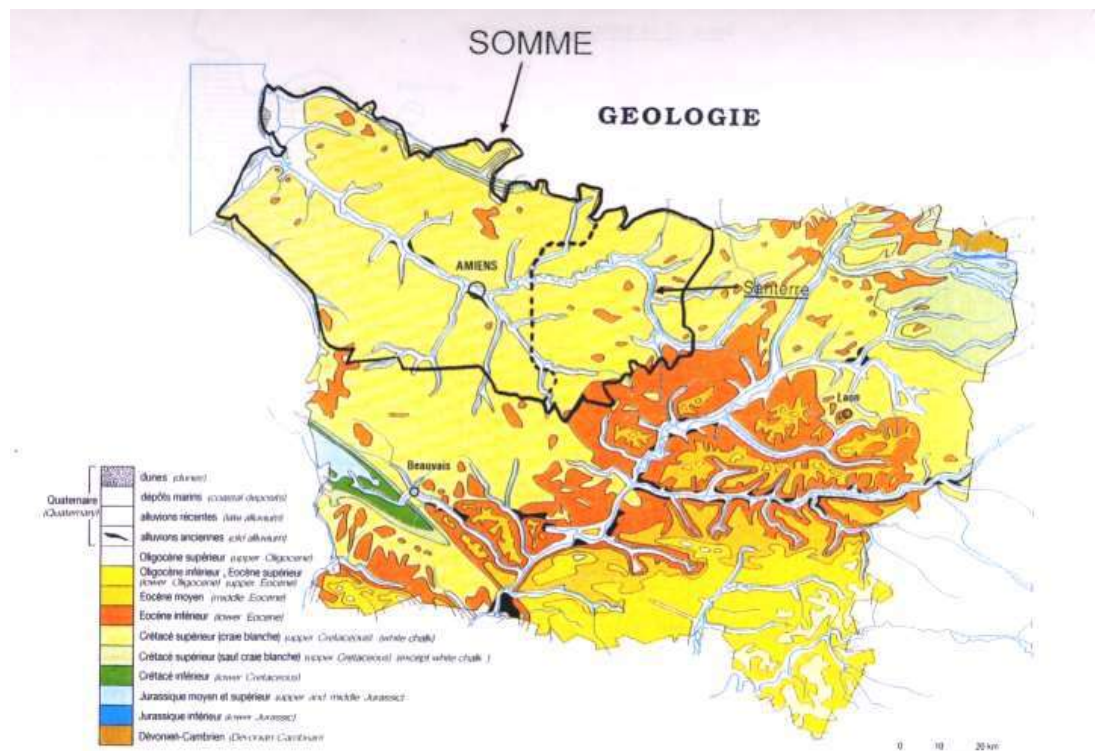 SOMME
GEOLOGIE
AMIENS
Santerre
Laon
Beauvais
Quaternaire
(Quaternary)
dunes (dunes)
dépôts marins (coastal deposits)
alluvions récentes (late alluvium)
alluvions anciennes (old alluvium)
Oligocène supérieur (upper Oligocene)
Oligocène inférieur, Eocène supérieur
(lower Oligocene) (upper Eocene)
Eocène moyen (middle Eocene)
Eocène inférieur (lower Eocene)
Crétacé supérieur (craie blanche) (upper Cretaceous) (white chalk)
Crétacé supérieur (sauf craie blanche) (upper Cretaceous) (except white chalk)
Crétacé inférieur (lower Cretaceous)
Jurassique moyen et supérieur (upper and middle Jurassic)
Jurassique inférieur (lower Jurassic)
Dévonien-Cambrien (Devonian Cambrian)
0 10 20 km